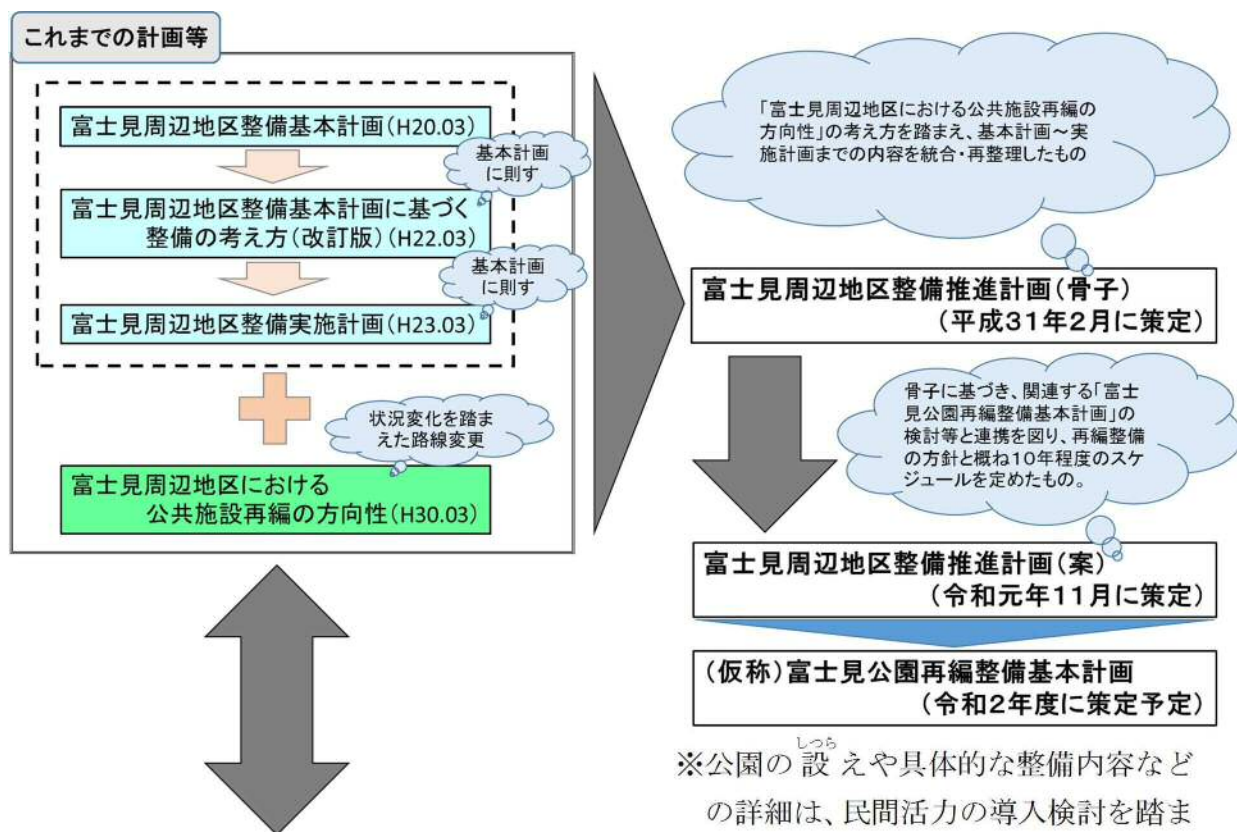 これまでの計画等
富士見周辺地区整備基本計画(H20.03)
基本計画
に則す
富士見周辺地区整備基本計画に基づく
整備の考え方(改訂版)(H22.03)
基本計画
に則す
富士見周辺地区整備実施計画(H23.03)
状況変化を踏ま
えた路線変更
富士見周辺地区における
公共施設再編の方向性(H30.03)
「富士見周辺地区における公共施設再編の
方向性」の考え方を踏まえ、基本計画～実
施計画までの内容を統合・再整理したもの
富士見周辺地区整備推進計画(骨子)
(平成31年2月に策定)
骨子に基づき、関連する「富士
見公園再編整備基本計画」の
検討等と連携を図り、再編整備
の方針と概ね10年程度のスケ
ジュールを定めたもの。
富士見周辺地区整備推進計画(案)
(令和元年11月に策定)
(仮称)富士見公園再編整備基本計画
(令和2年度に策定予定)
しつら
※公園の設えや具体的な整備内容など
の詳細は、民間活力の導入検討を踏ま